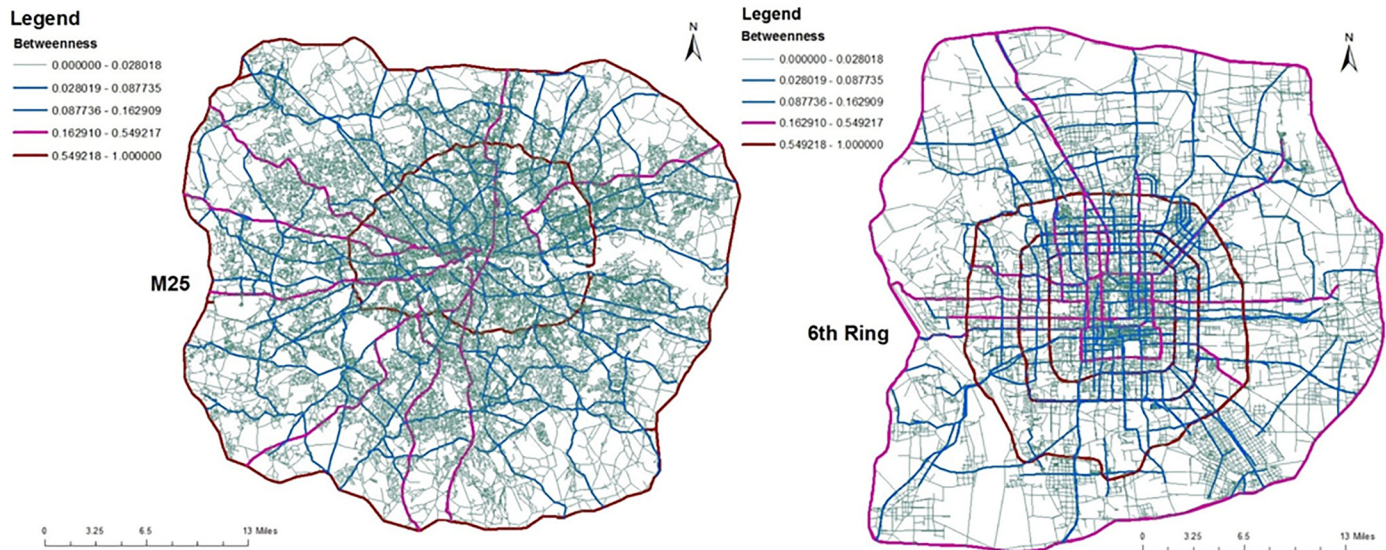 Legend
Betweenness
0.000000 - 0.028018
0.028019 - 0.087735
0.087736 - 0.162909
0.162910 - 0.549217
0.549218 - 1.000000
N
M25
0 3.25 6.5 13 Miles
Legend
Betweenness
0.000000 - 0.028018
0.028019 - 0.087735
0.087736 - 0.162909
0.162910 - 0.549217
0.549218 - 1.000000
N
6th Ring
0 3.25 6.5 13 Miles